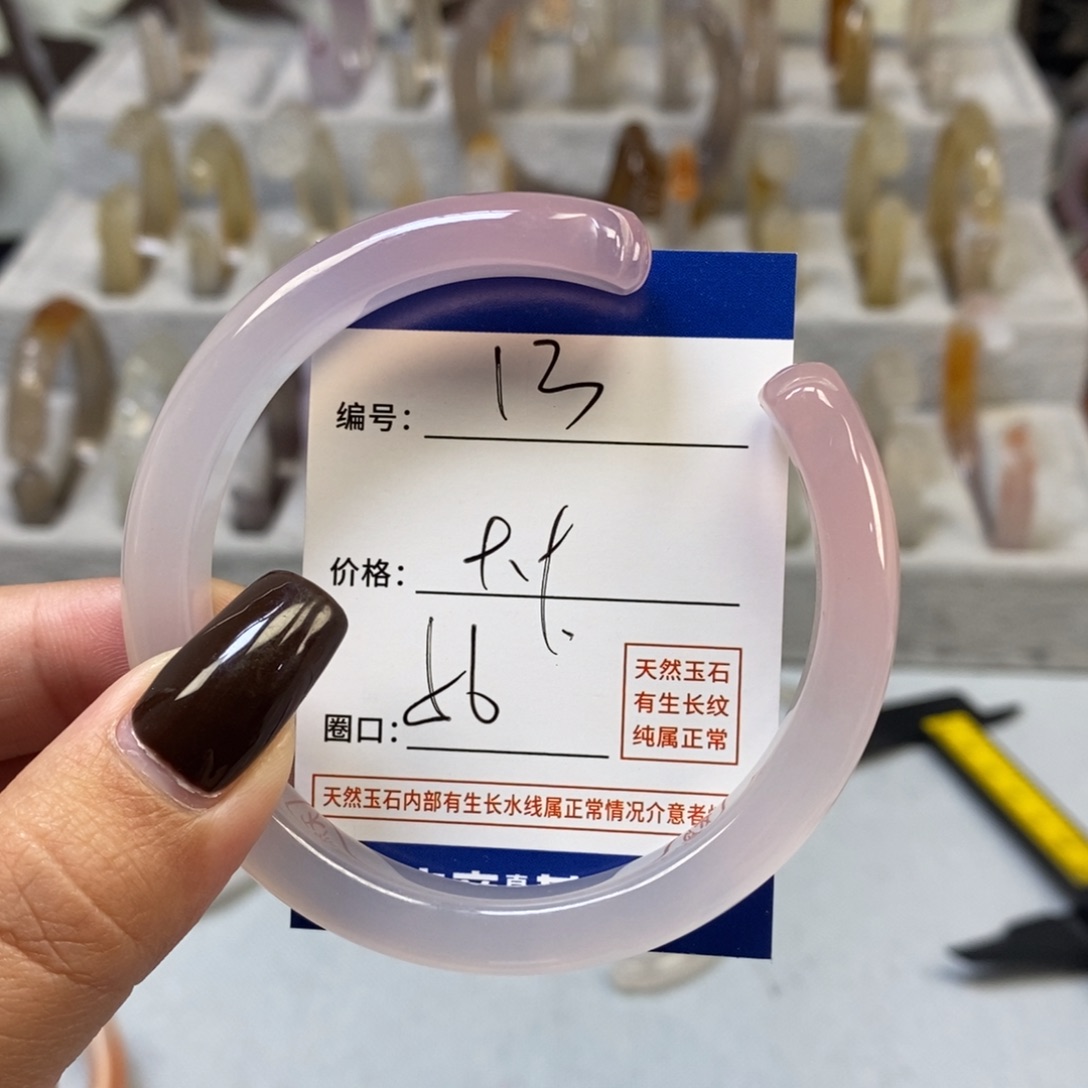 编号： 13
价格：
圈口： 56
天然玉石
有生长纹
纯属正常
天然玉石内部有生长水线属正常情况介意者